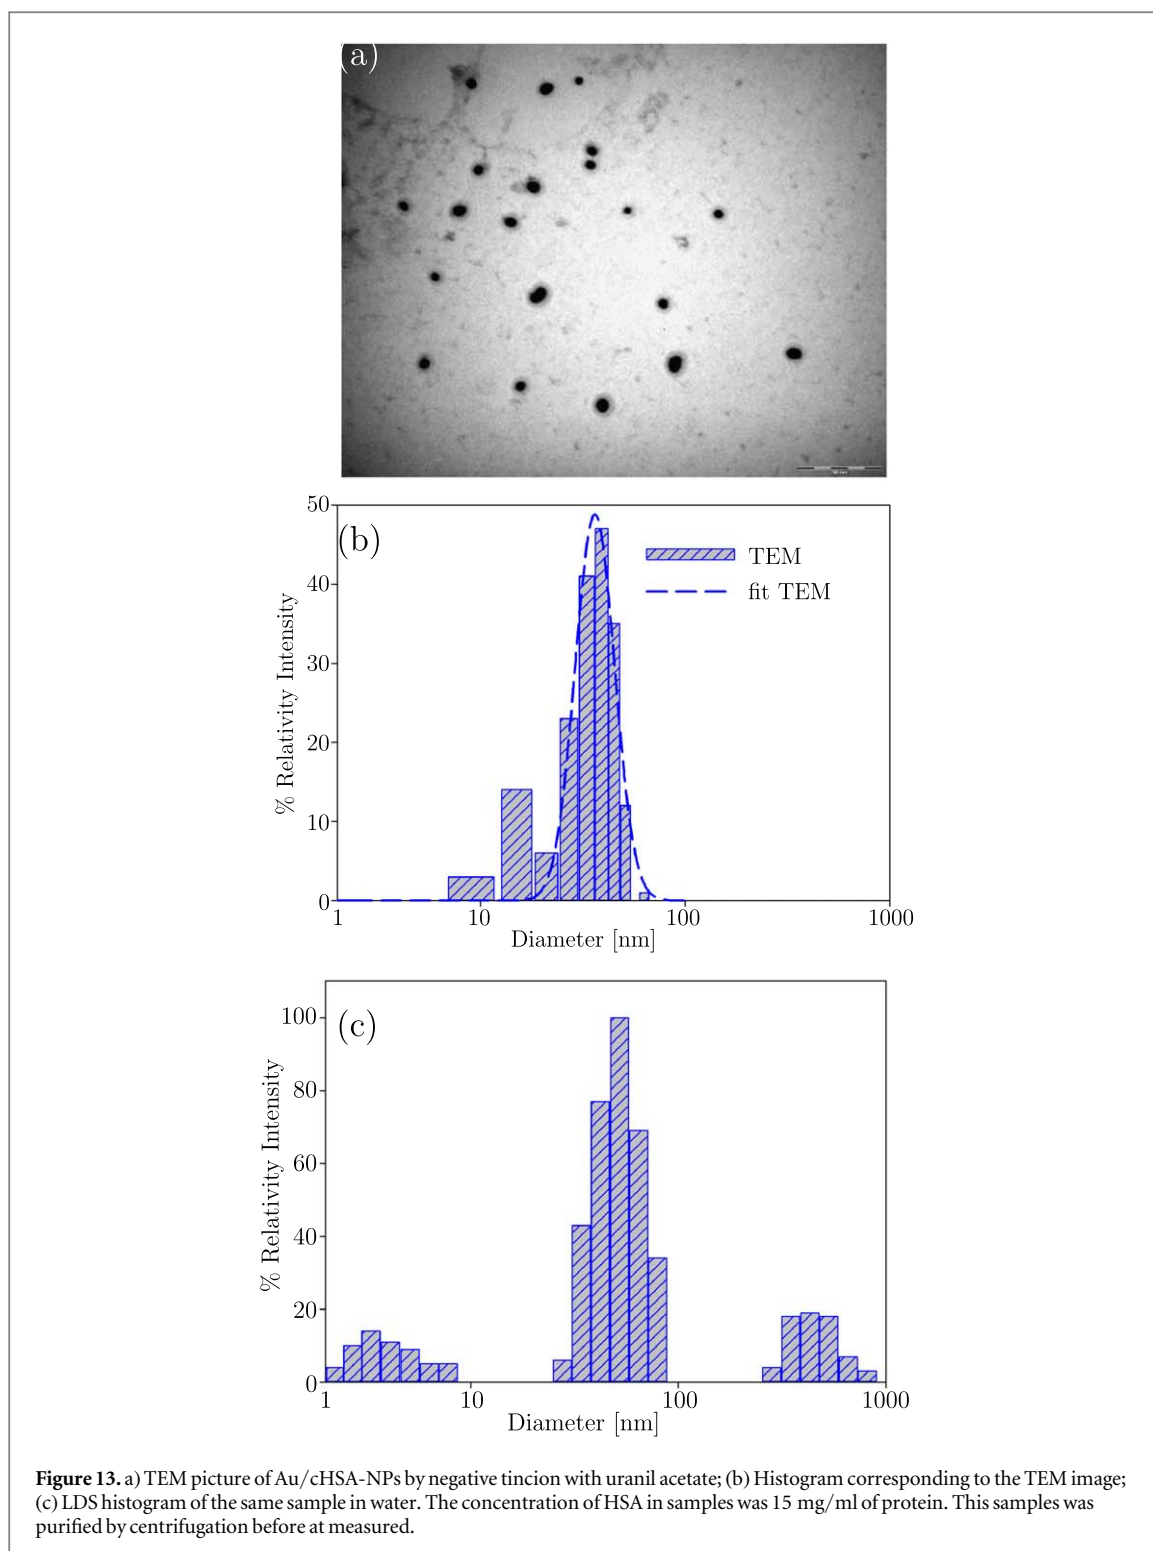 (a)
50
(b)
TEM
fit TEM
40
30
20
10
0
% Relativity Intensity
1
10
100
1000
Diameter [nm]
(c)
100
80
60
40
20
0
% Relativity Intensity
1
10
100
1000
Diameter [nm]
Figure 13. a) TEM picture of Au/cHSA-NPs by negative tincion with uranil acetate; (b) Histogram corresponding to the TEM image;
(c) LDS histogram of the same sample in water. The concentration of HSA in samples was 15 mg/ml of protein. This samples was
purified by centrifugation before at measured.